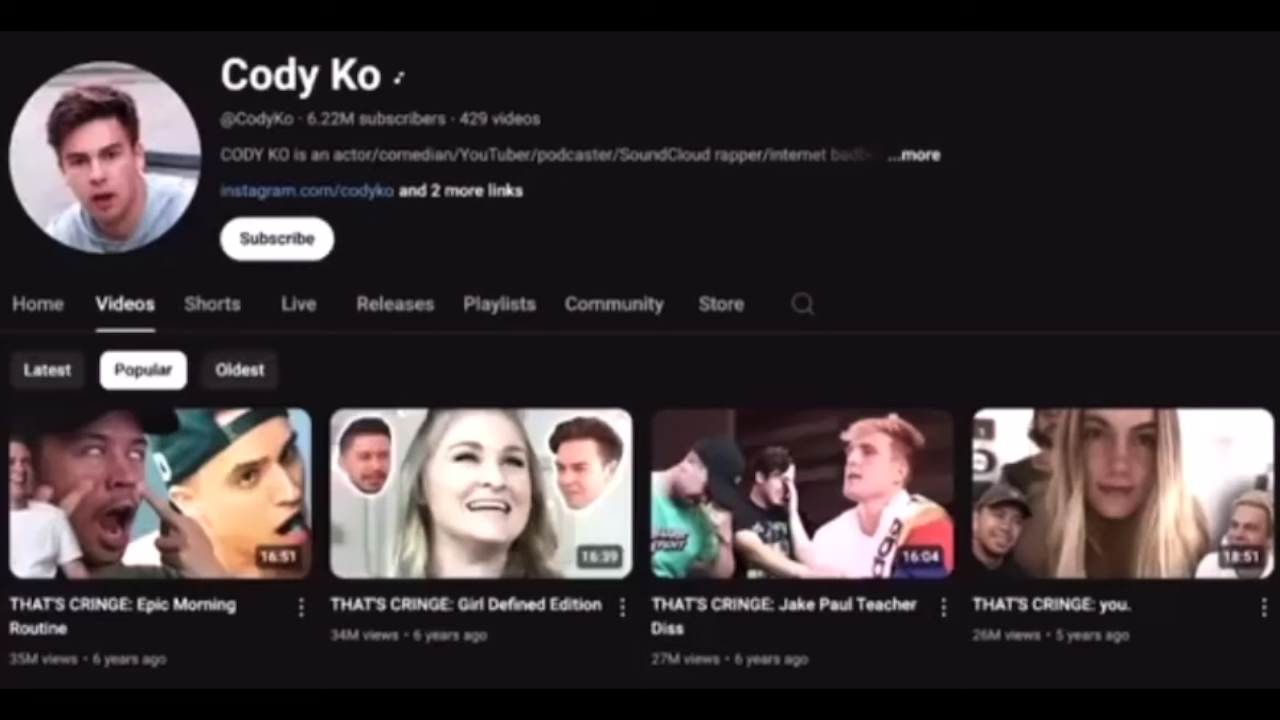 Cody Ko
@CodyKo · 6.22M subscribers · 429 videos
CODY KO is an actor/comedian/YouTuber/podcaster/SoundCloud rapper/internet ...more
instagram.com/codyko and 2 more links
Subscribe
Home Videos Shorts Live Releases Playlists Community Store
Latest Popular Oldest
16:51 16:39 16:04 18:51
THAT'S CRINGE: Epic Morning Routine
35M views · 6 years ago
THAT'S CRINGE: Girl Defined Edition
34M views · 6 years ago
THAT'S CRINGE: Jake Paul Teacher Diss
27M views · 6 years ago
THAT'S CRINGE: you.
26M views · 5 years ago